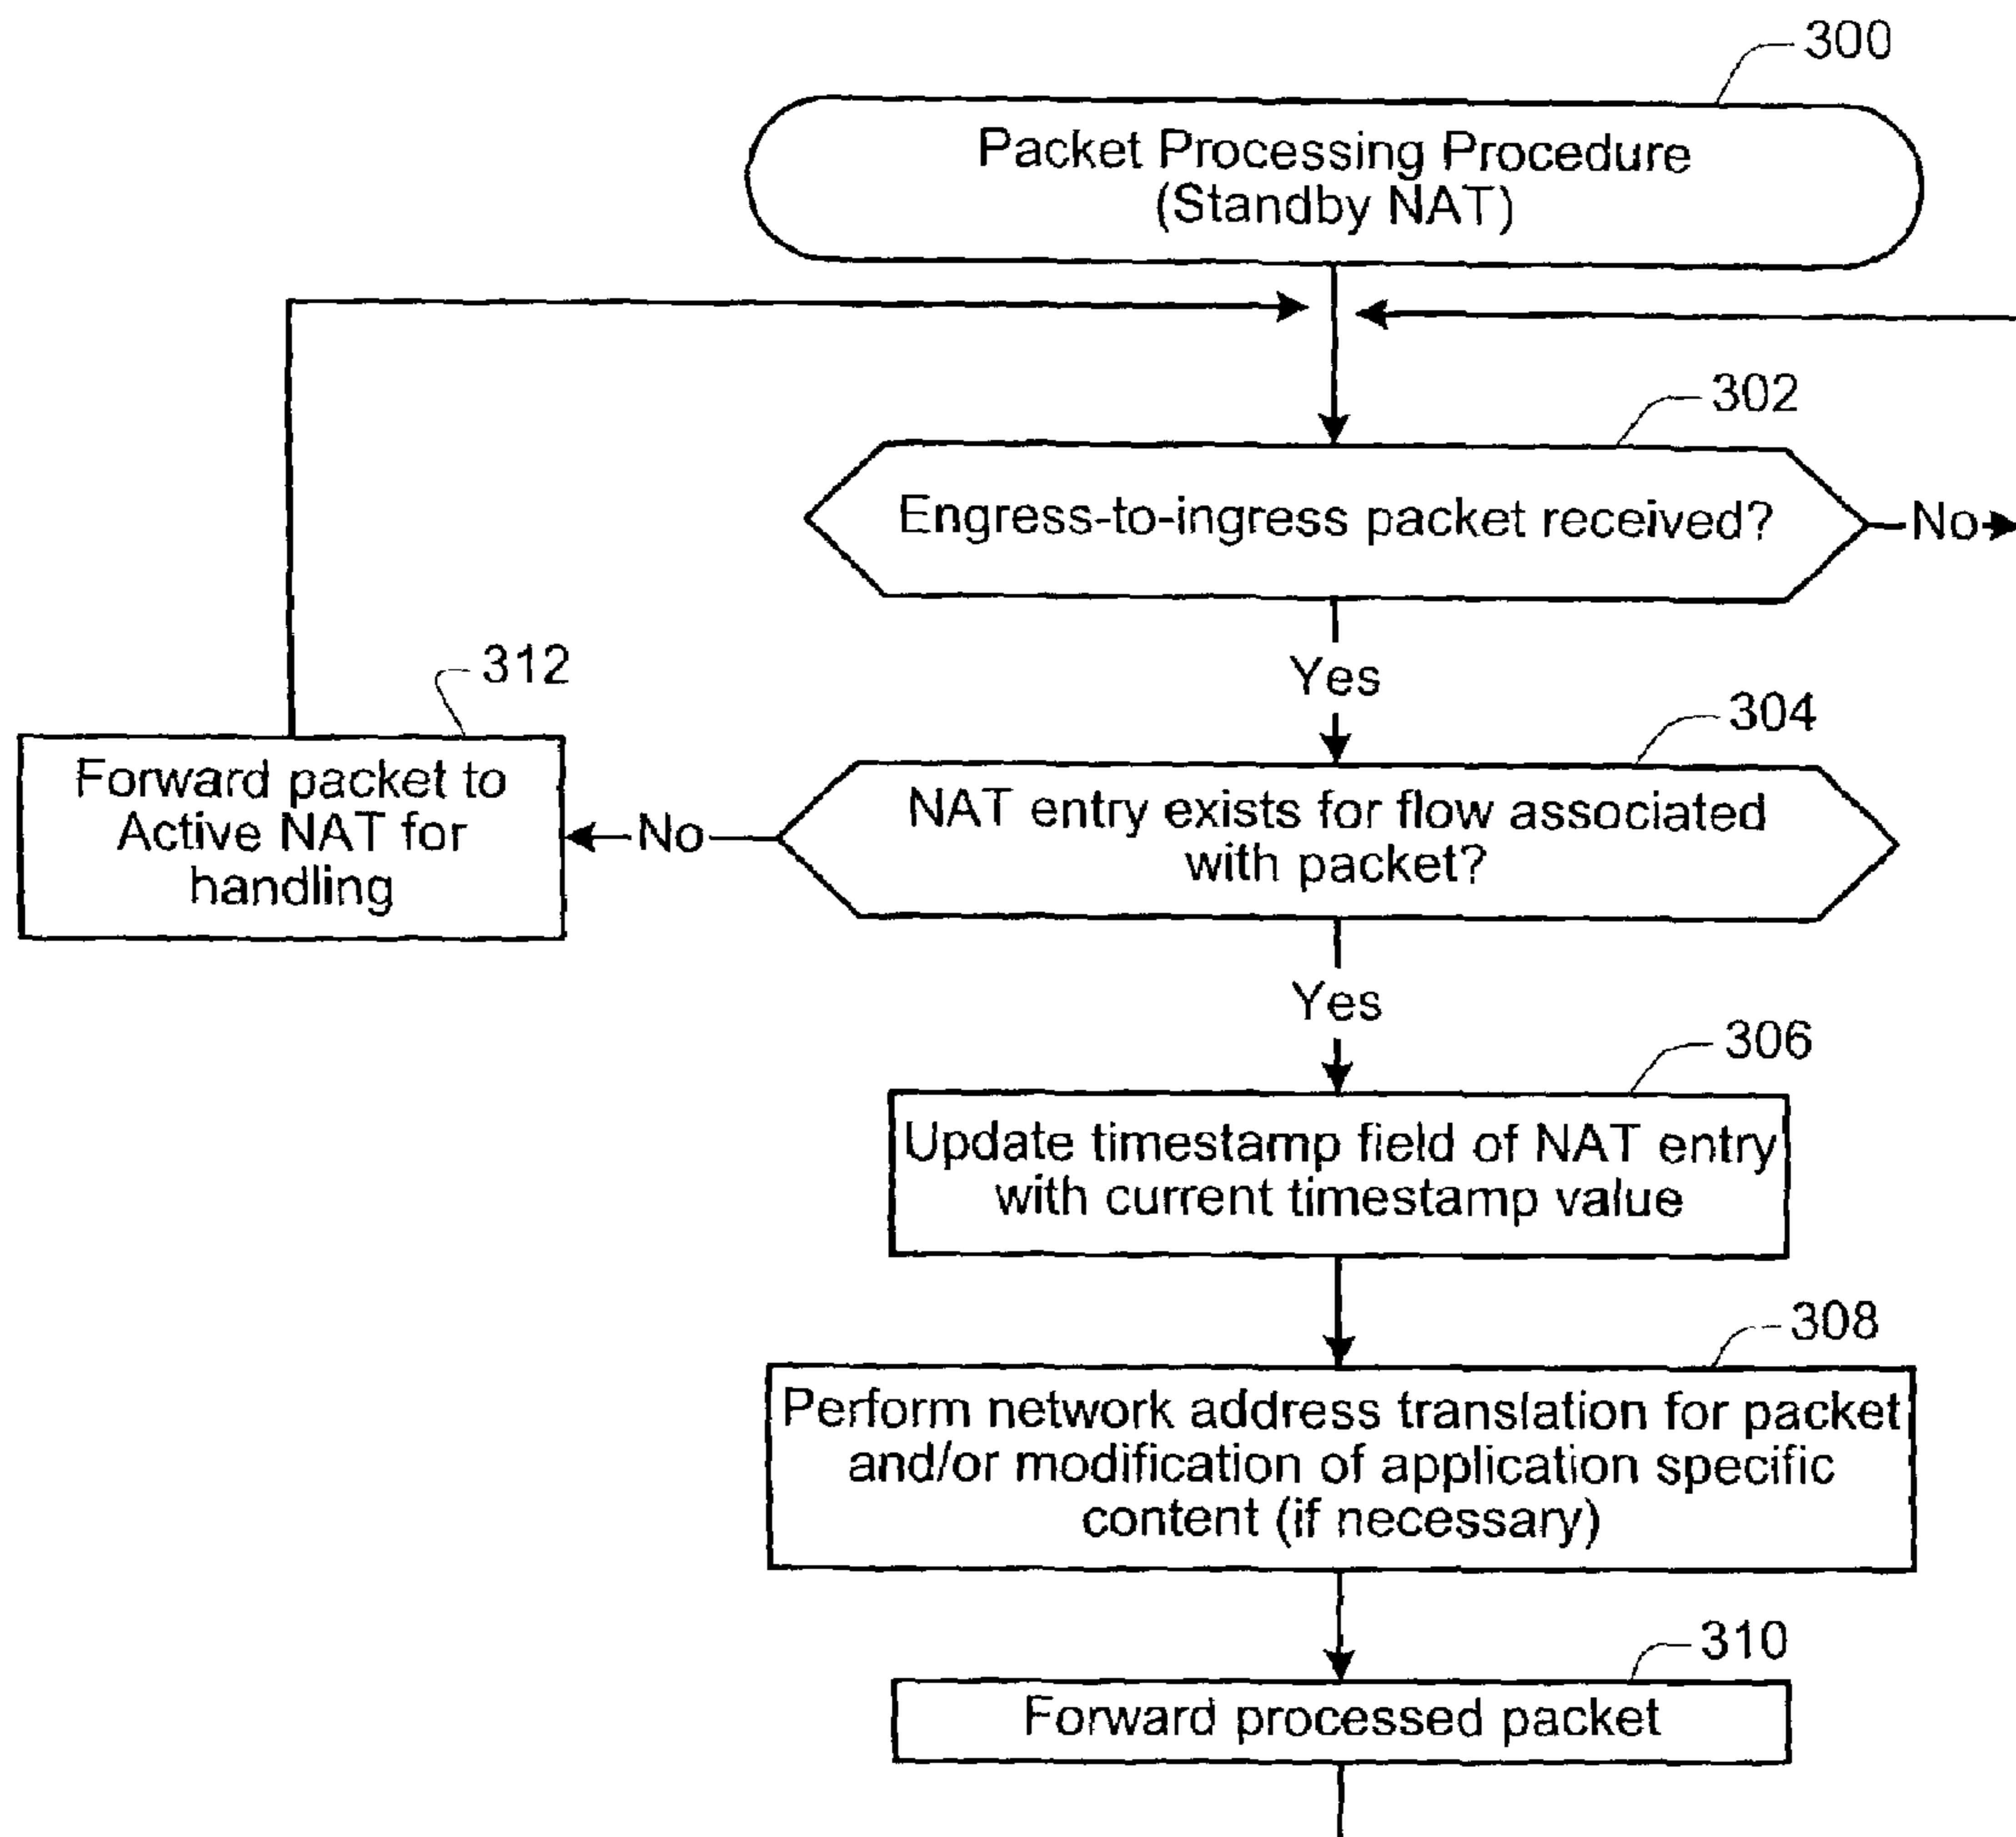 300
Packet Processing Procedure
(Standby NAT)
302
Engress-to-ingress packet received?
No
Yes
312
304
Forward packet to
Active NAT for
handling
No
NAT entry exists for flow associated
with packet?
Yes
306
Update timestamp field of NAT entry
with current timestamp value
308
Perform network address translation for packet
and/or modification of application specific
content (if necessary)
310
Forward processed packet